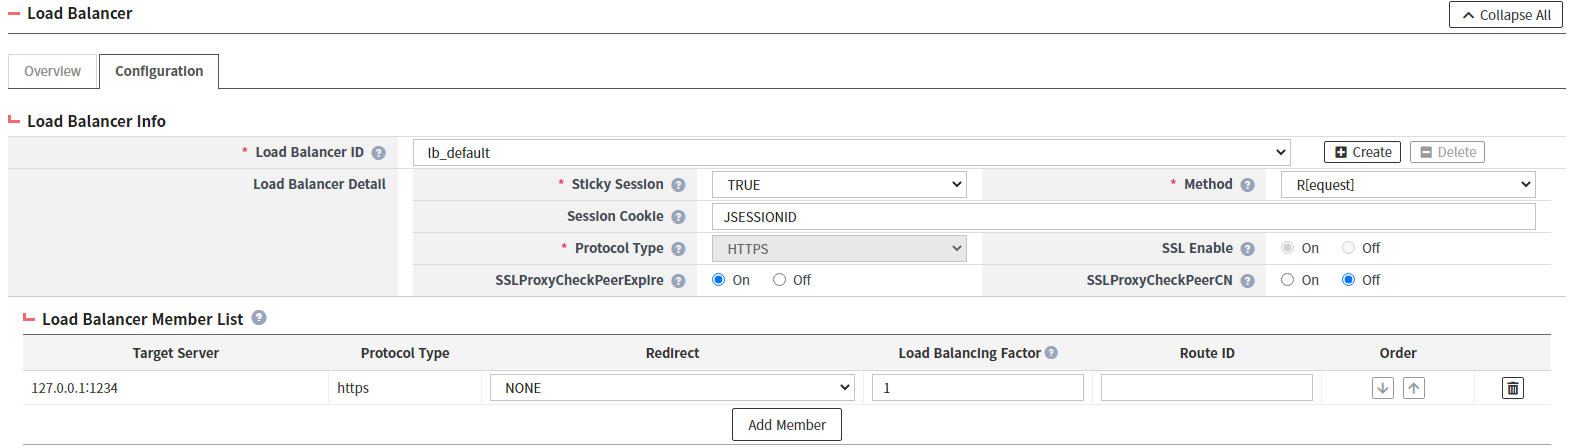 Load Balancer
Collapse All
Overview Configuration
Load Balancer Info
* Load Balancer ID ? lb_default Create Delete
Load Balancer Detail * Sticky Session ? TRUE * Method ? R[equest]
Session Cookie ? JSESSIONID
* Protocol Type ? HTTPS SSL Enable ? On Off
SSLProxyCheckPeerExpire ? On Off SSLProxyCheckPeerCN ? On Off
Load Balancer Member List ?
Target Server Protocol Type Redirect Load Balancing Factor ? Route ID Order
127.0.0.1:1234 https NONE 1
Add Member